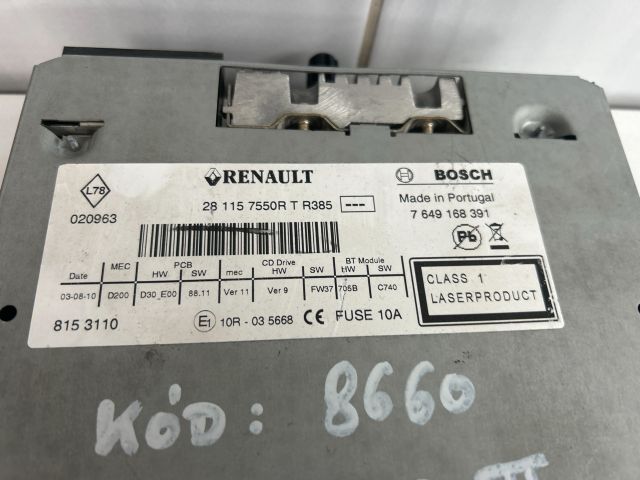 L78
020963
RENAULT
28 115 7550R T R385 ---
BOSCH
Made in Portugal
7 649 168 391
Pb
Date MEC PCB HW SW mec CD Drive HW SW BT Module HW SW
03-08-10 D200 D30_E00 88.11 Ver 11 Ver 9 FW37 705B C740
CLASS 1
LASERPRODUCT
815 3110
E1 10R - 03 5668 CE FUSE 10A
KÓD: 8660